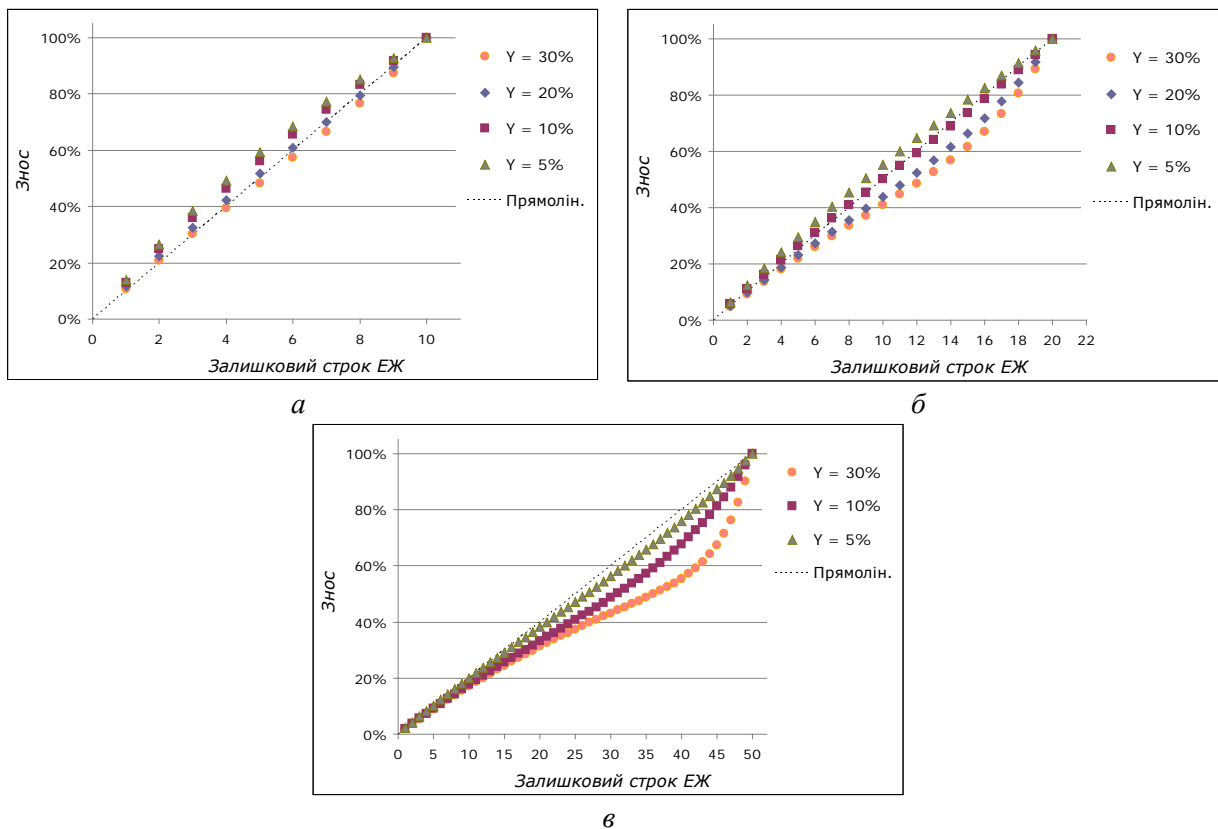 100%
80%
60%
40%
20%
0%
Знос
0 2 4 6 8 10
Залишковий строк ЕЖ
Y = 30%
Y = 20%
Y = 10%
Y = 5%
Прямолін.
а
100%
80%
60%
40%
20%
0%
Знос
0 2 4 6 8 10 12 14 16 18 20 22
Залишковий строк ЕЖ
Y = 30%
Y = 20%
Y = 10%
Y = 5%
Прямолін.
б
100%
80%
60%
40%
20%
0%
Знос
0 5 10 15 20 25 30 35 40 45 50
Залишковий строк ЕЖ
Y = 30%
Y = 10%
Y = 5%
Прямолін.
в